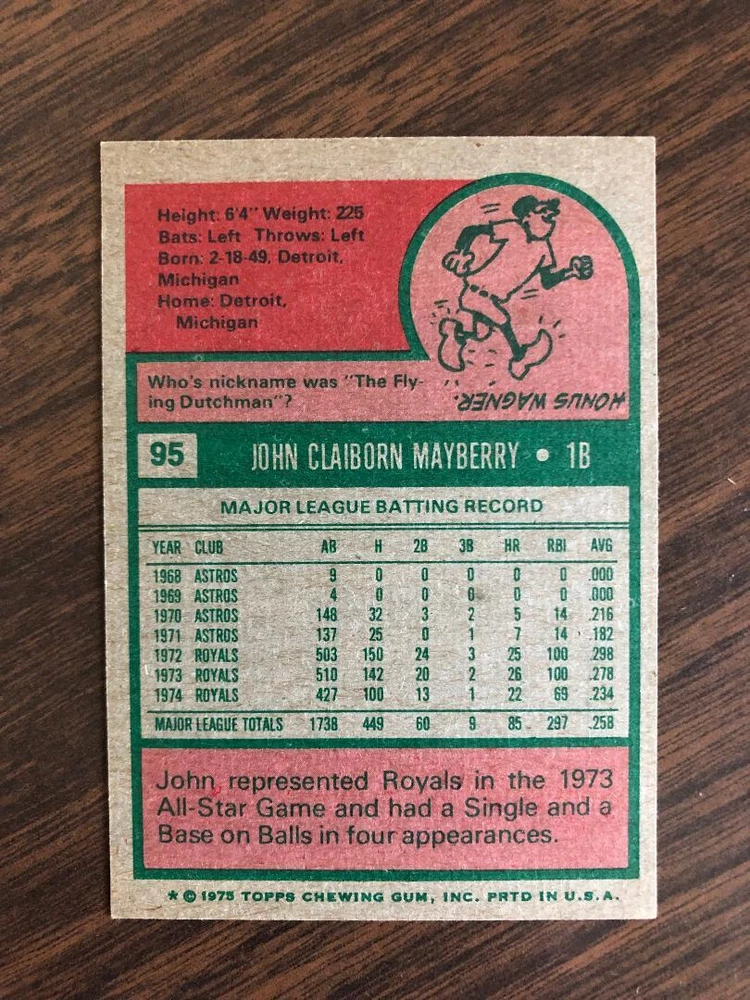 Height: 6'4" Weight: 225
Bats: Left Throws: Left
Born: 2-18-49, Detroit,
Michigan
Home: Detroit,
Michigan
Who's nickname was "The Fly-
ing Dutchman"?
HONUS WAGNER.
95 JOHN CLAIBORN MAYBERRY • 1B
MAJOR LEAGUE BATTING RECORD
YEAR CLUB AB H 2B 3B HR RBI AVG
1968 ASTROS 9 0 0 0 0 0 .000
1969 ASTROS 4 0 0 0 0 0 .000
1970 ASTROS 148 32 3 2 5 14 .216
1971 ASTROS 137 25 0 1 7 14 .182
1972 ROYALS 503 150 24 3 25 100 .298
1973 ROYALS 510 142 20 2 26 100 .278
1974 ROYALS 427 100 13 1 22 69 .234
MAJOR LEAGUE TOTALS 1738 449 60 9 85 297 .258
John represented Royals in the 1973
All-Star Game and had a Single and a
Base on Balls in four appearances.
* © 1975 TOPPS CHEWING GUM, INC. PRTD IN U.S.A.